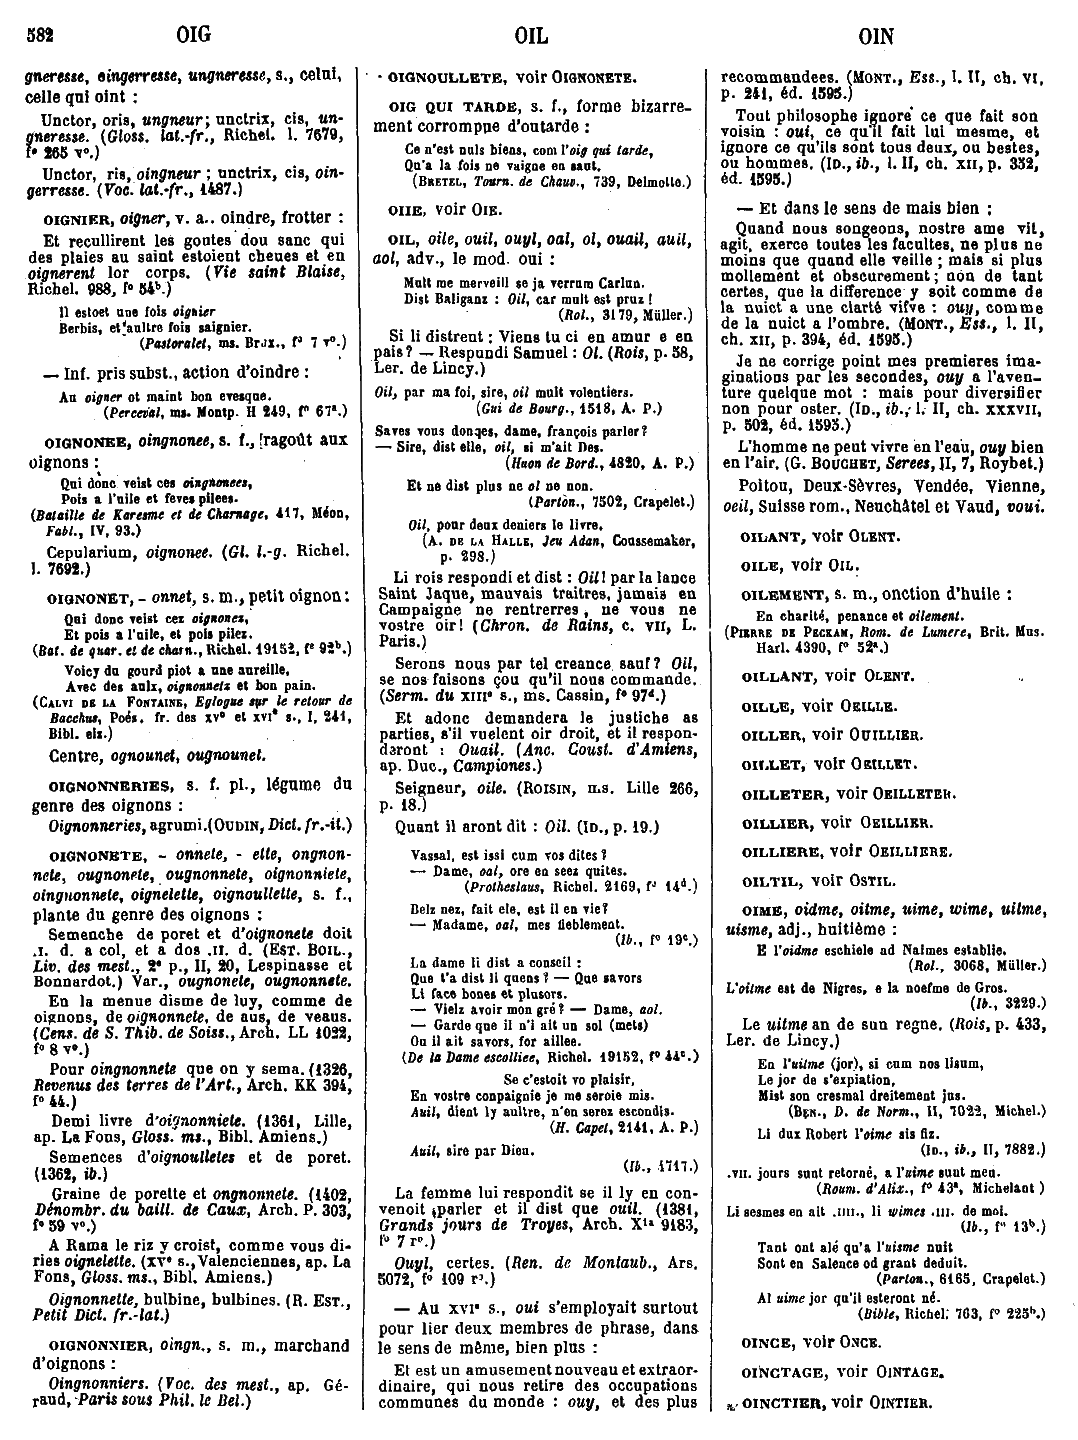 582 OIG OIL OIN
gneresse, eingerresse, ungneresse, s., celui,
celle qui oint :
Unctor, oris, ungneur; unctrix, cis, un-
gneresse. (Gloss. lat.-fr., Richel. l. 7679,
f° 265 v°.)
Unctor, ris, oingneur ; unctrix, cis, oin-
gerresse. (Voc. lat.-fr., 1487.)
OIGNIER, oigner, v. a.. oindre, frotter :
Et recullirent les goutes dou sanc qui
des plaies au saint estoient cheues et en
oignerent lor corps. (Vie saint Blaise,
Richel. 988, f° 54ᵇ.)
Il estoet une fois oignier
Berbis, et aultre fois saignier.
(Pastoralet, ms. Brux., f° 7 r°.)
— Inf. pris subst., action d'oindre :
Au oigner ot maint bon evesque.
(Perceval, ms. Montp. H 249, f° 67ᵃ.)
OIGNONEE, oingnonee, s. f., ragoût aux
oignons :
Qui donc veist ces oingnonees,
Pois a l'uile et feves pilees.
(Bataille de Karesme et de Charnage, 417, Méon,
Fabl., IV, 93.)
Cepularium, oignonee. (Gl. l.-g. Richel.
l. 7692.)
OIGNONET, - onnet, s. m., petit oignon :
Qui donc veist cez oignonez,
Et pois a l'uile, et pois pilez.
(Bat. de quar. et de charn., Richel. 19152, f° 92ᵇ.)
Voicy du gourd piot a une aureille,
Avec des aulx, oignonnetz et bon pain.
(CALVI DE LA FONTAINE, Eglogue sur le retour de
Bacchus, Poés. fr. des xvᵉ et xviᵉ s., I, 241,
Bibl. elz.)
Centre, ognounet, ougnounet.
OIGNONNERIES, s. f. pl., légume du
genre des oignons :
Oignonneries, agrumi. (OUDIN, Dict. fr.-it.)
OIGNONETE, - onnete, - ette, ongnon-
nete, ougnonete, ougnonnete, oignonniete,
oingnonnete, oigneletie, oignoullette, s. f.,
plante du genre des oignons :
Semenche de poret et d'oignonete doit
.I. d. a col, et a dos .II. d. (EST. BOIL.,
Liv. des mest., 2ᵉ p., II, 20, Lespinasse et
Bonnardot.) Var., ougnonete, ougnonnete.
En la menue disme de luy, comme de
oignons, de oignonnete, de aus, de veaus.
(Cens. de S. Thib. de Soiss., Arch. LL 1022,
f° 8 v°.)
Pour oingnonnete que on y sema. (1326,
Revenus des terres de l'Art., Arch. KK 394,
f° 44.)
Demi livre d'oignonniete. (1361, Lille,
ap. La Fons, Gloss. ms., Bibl. Amiens.)
Semences d'oignoulletes et de poret.
(1362, ib.)
Graine de porette et ongnonnete. (1402,
Dénombr. du baill. de Caux, Arch. P. 303,
f° 59 v°.)
A Rama le riz y croist, comme vous di-
ries oignelette. (xvᵉ s., Valenciennes, ap. La
Fons, Gloss. ms., Bibl. Amiens.)
Oignonnette, bulbine, bulbines. (R. EST.,
Petit Dict. fr.-lat.)
OIGNONNIER, oingn., s. m., marchand
d'oignons :
Oingnonniers. (Voc. des mest., ap. Gé-
raud, Paris sous Phil. le Bel.)
OIGNOULLETE, voir OIGNONETE.
OIG QUI TARDE, s. f., forme bizarre-
ment corrompue d'outarde :
Ce n'est nuls biens, com l'oig qui tarde,
Qu'a la fois ne vaigne en saut.
(BRETEL, Tourn. de Chauv., 739, Delmotte.)
OIIE, voir OIE.
OIL, oile, ouil, ouyl, oal, ol, ouail, auil,
aol, adv., le mod. oui :
Mult me merveill se ja verrum Carlun.
Dist Baliganz : Oil, car mult est pruz !
(Rol., 3179, Müller.)
Si li distrent : Viens tu ci en amur e en
pais ? — Respundi Samuel : Ol. (Rois, p. 58,
Ler. de Lincy.)
Oil, par ma foi, sire, oil mult volentiers.
(Gui de Bourg., 1518, A. P.)
Saves vous donqes, dame, françois parler ?
— Sire, dist elle, oil, si m'ait Des.
(Huon de Bord., 4820, A. P.)
Et ne dist plus ne ol ne non.
(Parton., 7502, Crapelet.)
Oil, pour deux deniers le livre.
(A. DE LA HALLE, Jeu Adan, Coussemaker,
p. 298.)
Li rois respondi et dist : Oil ! par la lance
Saint Jaque, mauvais traitres, jamais en
Campaigne ne rentrerres, ne vous ne
vostre oir ! (Chron. de Rains, c. VII, L.
Paris.)
Serons nous par tel creance sauf ? Oil,
se nos faisons çou qu'il nous commande.
(Serm. du XIIIᵉ s., ms. Cassin, f° 97ᵈ.)
Et adonc demandera le justiche as
parties, s'il vuelent oir droit, et il respon-
daront : Ouail. (Anc. Coust. d'Amiens,
ap. Duc., Campiones.)
Seigneur, oile. (ROISIN, ms. Lille 266,
p. 18.)
Quant il aront dit : Oil. (ID., p. 19.)
Vassal, est issi cum vos dites ?
— Dame, oal, ore en seez quites.
(Protheslaus, Richel. 2169, f° 14ᵈ.)
Belz nez, fait ele, est il en vie ?
— Madame, oal, mes fieblement.
(Ib., f° 19ᶜ.)
La dame li dist a conseil :
Que t'a dist li quens ? — Que savors
Li face bones et plusors.
— Vielz avoir mon gré ? — Dame, aol.
— Garde que il n'i ait un sol (mets)
Ou il ait savors, for aillee.
(De la Dame escolliee, Richel. 19152, f° 44ᶜ.)
Se c'estoit vo plaisir,
En vostre conpaignie je me seroie mis.
Auil, dient ly aultre, n'en serez escondis.
(H. Capet, 2141, A. P.)
Auil, sire par Dieu.
(Ib., 1717.)
La femme lui respondit se il ly en con-
venoit parler et il dist que ouil. (1381,
Grands jours de Troyes, Arch. X¹ᵃ 9183,
f° 7 r°.)
Ouyl, certes. (Ren. de Montaub., Ars.
5072, f° 109 r°.)
— Au XVIᵉ s., oui s'employait surtout
pour lier deux membres de phrase, dans
le sens de même, bien plus :
Et est un amusement nouveau et extraor-
dinaire, qui nous retire des occupations
communes du monde : ouy, et des plus
recommandees. (MONT., Ess., l. II, ch. VI,
p. 241, éd. 1595.)
Tout philosophe ignore ce que fait son
voisin : oui, ce qu'il fait lui mesme, et
ignore ce qu'ils sont tous deux, ou bestes,
ou hommes. (ID., ib., l. II, ch. XII, p. 352,
éd. 1595.)
— Et dans le sens de mais bien :
Quand nous songeons, nostre ame vit,
agit, exerce toutes les facultes, ne plus ne
moins que quand elle veille ; mais si plus
mollement et obscurement ; non de tant
certes, que la difference y soit comme de
la nuict a une clarté vifve : ouy, comme
de la nuict a l'ombre. (MONT., Ess., l. II,
ch. XII, p. 394, éd. 1595.)
Je ne corrige point mes premieres ima-
ginations par les secondes, ouy a l'aven-
ture quelque mot : mais pour diversifier
non pour oster. (ID., ib., l. II, ch. XXXVII,
p. 502, éd. 1595.)
L'homme ne peut vivre en l'eau, ouy bien
en l'air. (G. BOUCHET, Serees, II, 7, Roybet.)
Poitou, Deux-Sèvres, Vendée, Vienne,
oeil, Suisse rom., Neuchâtel et Vaud, voui.
OILANT, voir OLENT.
OILE, voir OIL.
OILEMENT, s. m., onction d'huile :
En charité, penance et oilement.
(PIERRE DE PECKAM, Rom. de Lumere, Brit. Mus.
Harl. 4390, f° 52ᵃ.)
OILLANT, voir OLENT.
OILLE, voir OEILLE.
OILLER, voir OUILLIER.
OILLET, voir OEILLET.
OILLETER, voir OEILLETER.
OILLIER, voir OEILLIER.
OILLIERE, voir OEILLIERE.
OILTIL, voir OSTIL.
OIME, oidme, oitme, uime, wime, uitme,
uisme, adj., huitième :
E l'oidme eschiele ad Naimes establie.
(Rol., 3068, Müller.)
L'oitme est de Nigres, e la noefme de Gros.
(Ib., 3229.)
Le uitme an de sun regne. (Rois, p. 433,
Ler. de Lincy.)
En l'uitme (jor), si cum nos lisum,
Le jor de s'expiation,
Mist son cresmal dreitement jus.
(BEN., D. de Norm., II, 7022, Michel.)
Li dux Robert l'oime sis fiz.
(ID., ib., II, 7882.)
.VII. jours sunt retorné, a l'uime sunt meu.
(Roum. d'Alix., f° 43ᵃ, Michelant)
Li sesmes en ait .IIII., li wimes .III. de moi.
(Ib., f° 13ᵇ.)
Tant ont alé qu'a l'uisme nuit
Sont en Salence od grant deduit.
(Parton., 6165, Crapelet.)
Al uime jor qu'il esteront né.
(Bible, Richel. 763, f° 225ᵇ.)
OINCE, voir ONCE.
OINCTAGE, voir OINTAGE.
OINCTIER, voir OINTIER.